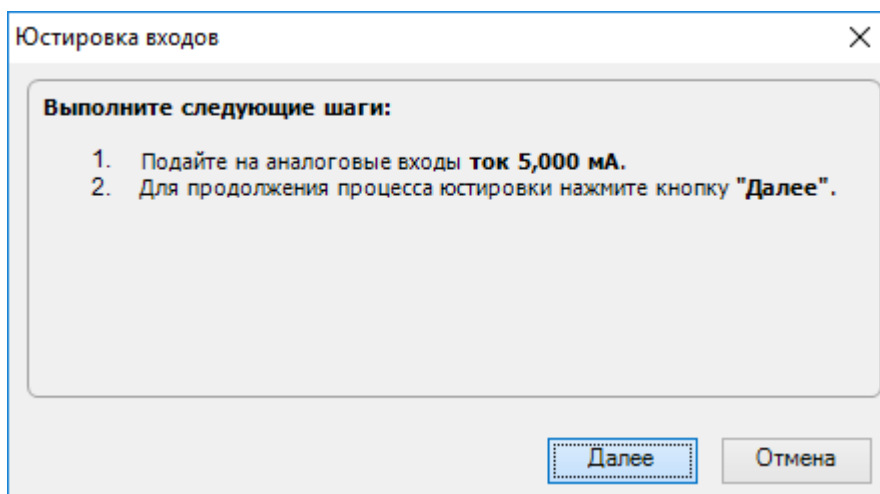 Юстировка входов
Выполните следующие шаги:
1. Подайте на аналоговые входы ток 5,000 мА.
2. Для продолжения процесса юстировки нажмите кнопку "Далее".
Далее Отмена